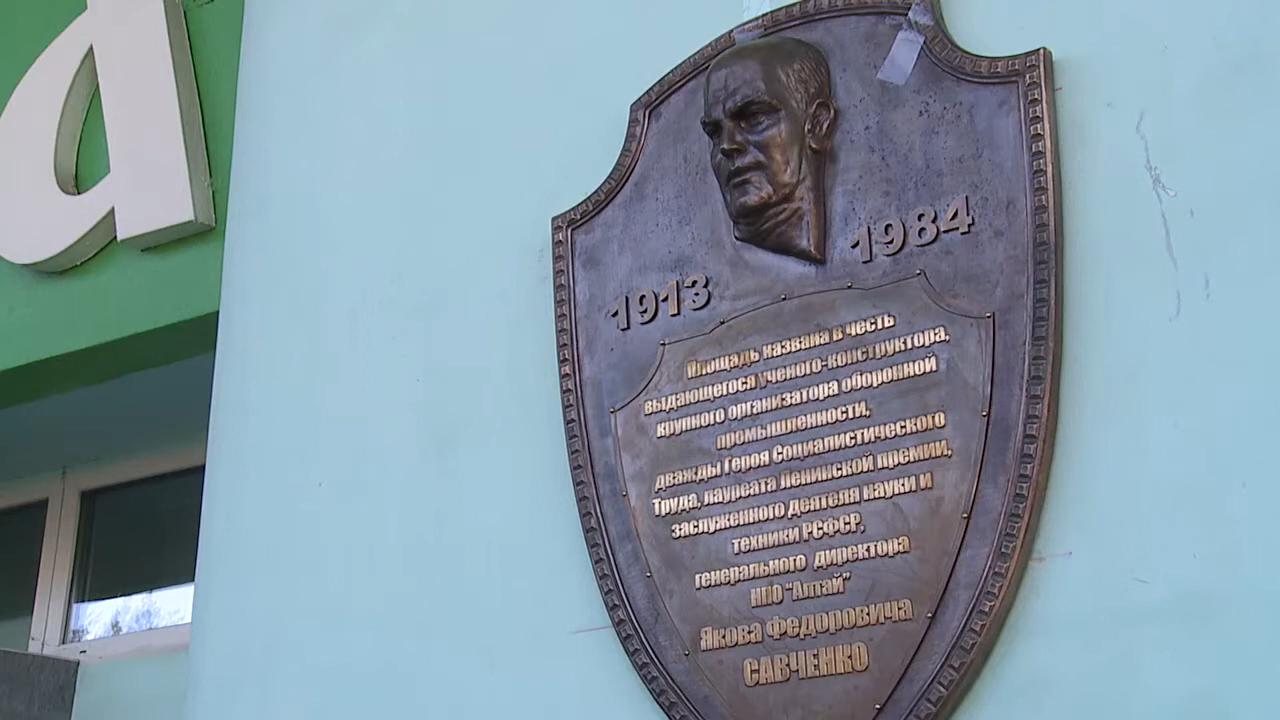 а
1913
1984
Площадь названа в честь
выдающегося ученого-конструктора,
крупного организатора оборонной
промышленности,
дважды Героя Социалистического
Труда, лауреата Ленинской премии,
заслуженного деятеля науки и
техники РСФСР,
генерального директора
НПО "Алтай"
Якова Федоровича
САВЧЕНКО